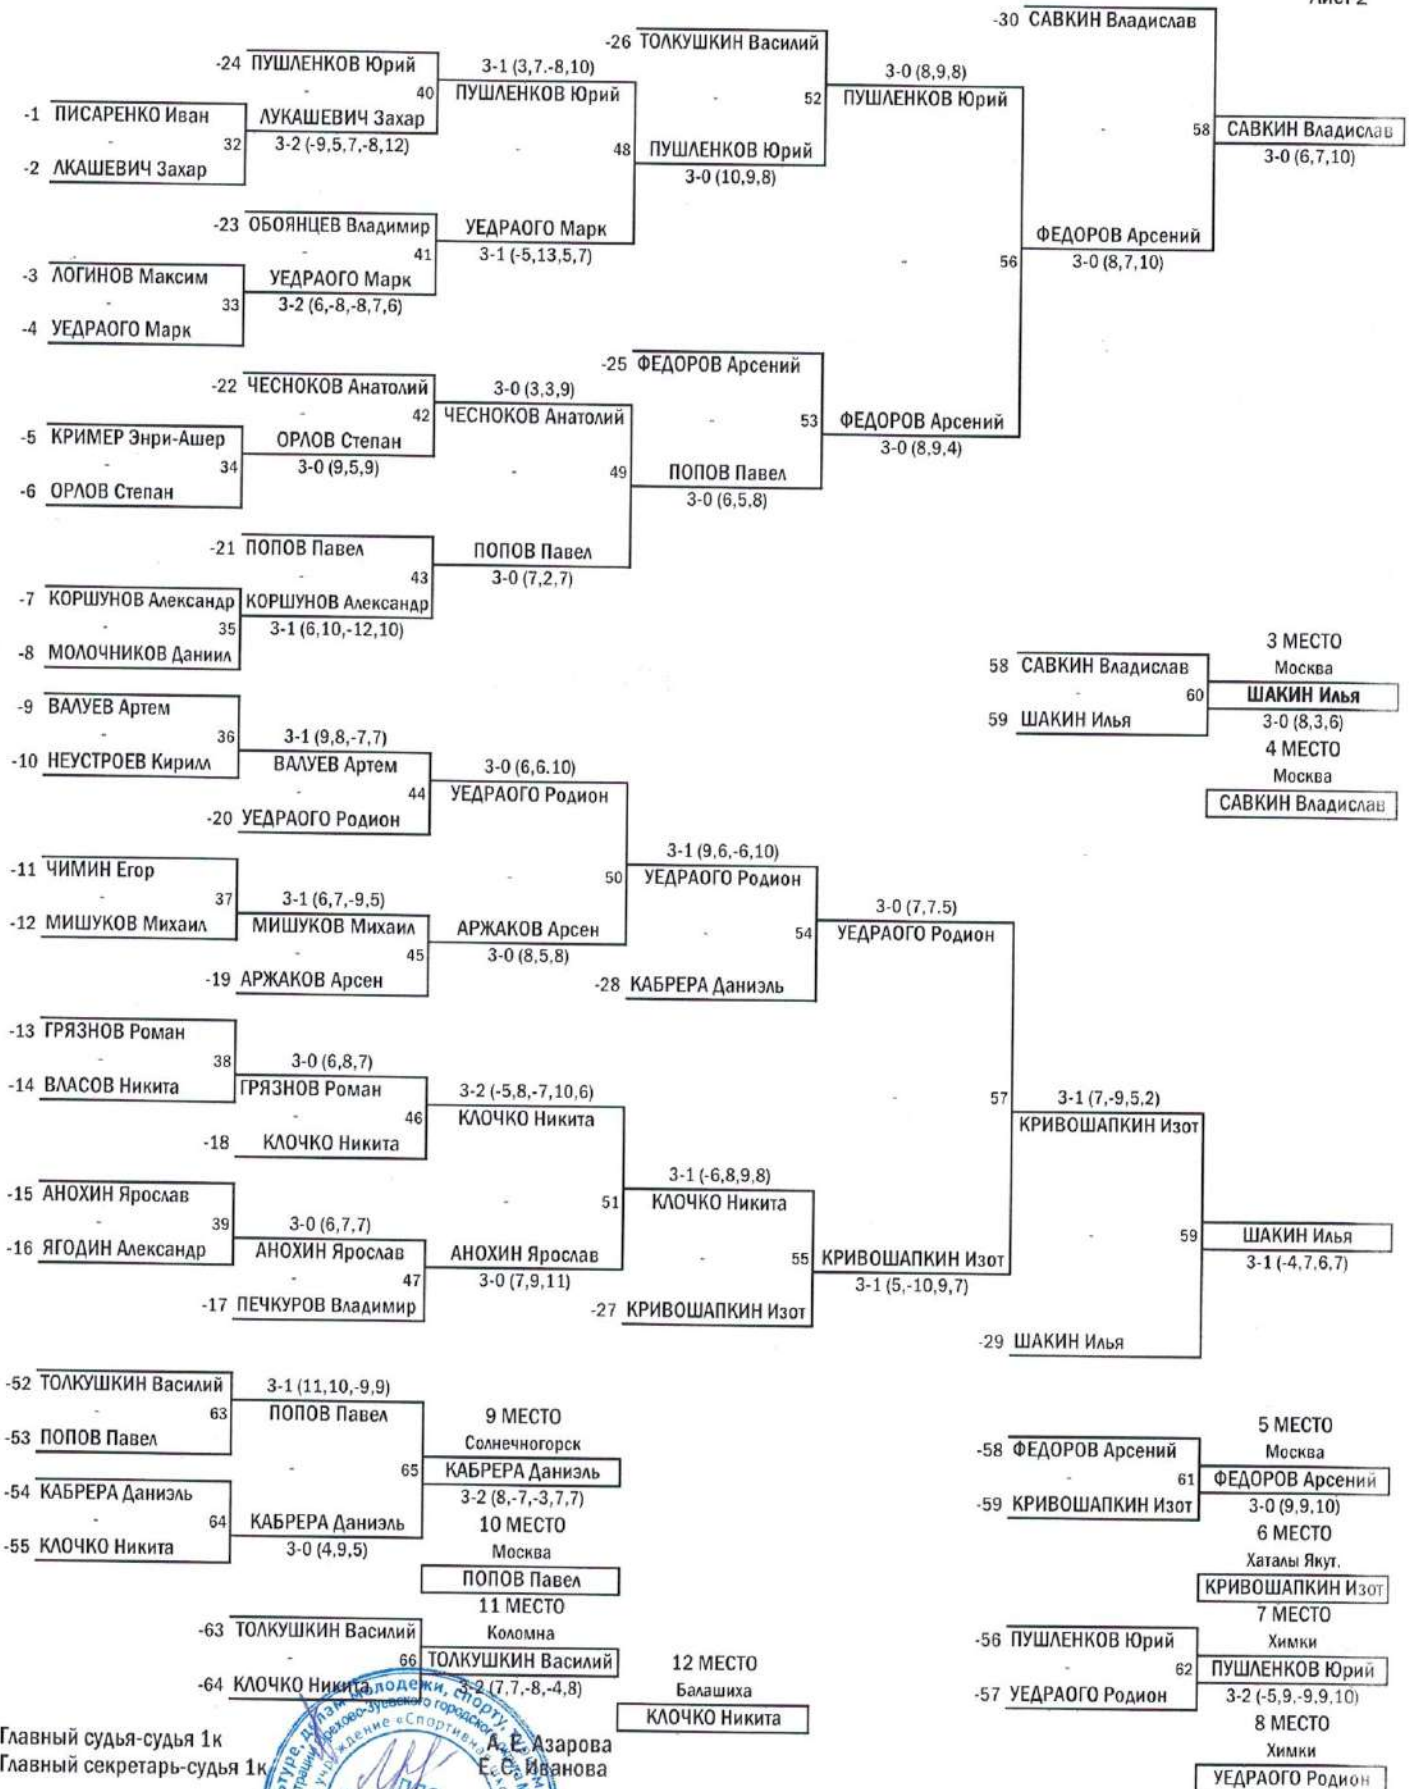 -30 САВКИН Владислав
-26 ТОЛКУШКИН Василий
-24 ПУШЛЕНКОВ Юрий
3-1 (3,7.-8,10)
3-0 (8,9,8)
40 ПУШЛЕНКОВ Юрий
52 ПУШЛЕНКОВ Юрий
-1 ПИСАРЕНКО Иван
ЛУКАШЕВИЧ Захар
58 САВКИН Владислав
32 3-2 (-9,5,7,-8,12)
48 ПУШЛЕНКОВ Юрий
3-0 (6,7,10)
-2 ЛКАШЕВИЧ Захар
3-0 (10,9,8)
-23 ОБОЯНЦЕВ Владимир
УЕДРАОГО Марк
ФЕДОРОВ Арсений
41 3-1 (-5,13,5,7)
56 3-0 (8,7,10)
-3 ЛОГИНОВ Максим
УЕДРАОГО Марк
33 3-2 (6,-8,-8,7,6)
-4 УЕДРАОГО Марк
-25 ФЕДОРОВ Арсений
-22 ЧЕСНОКОВ Анатолий
3-0 (3,3,9)
42 ЧЕСНОКОВ Анатолий
53 ФЕДОРОВ Арсений
-5 КРИМЕР Энри-Ашер
ОРЛОВ Степан
3-0 (8,9,4)
34 3-0 (9,5,9)
49 ПОПОВ Павел
-6 ОРЛОВ Степан
3-0 (6,5,8)
-21 ПОПОВ Павел
ПОПОВ Павел
43 3-0 (7,2,7)
-7 КОРШУНОВ Александр
КОРШУНОВ Александр
35 3-1 (6,10,-12,10)
-8 МОЛОЧНИКОВ Даниил
3 МЕСТО
58 САВКИН Владислав
Москва
60 ШАКИН Илья
59 ШАКИН Илья
3-0 (8,3,6)
4 МЕСТО
Москва
САВКИН Владислав
-9 ВАЛУЕВ Артем
36 3-1 (9,8,-7,7)
-10 НЕУСТРОЕВ Кирилл
ВАЛУЕВ Артем
3-0 (6,6.10)
44 УЕДРАОГО Родион
-20 УЕДРАОГО Родион
3-1 (9,6,-6,10)
-11 ЧИМИН Егор
50 УЕДРАОГО Родион
37 3-1 (6,7,-9,5)
3-0 (7,7.5)
-12 МИШУКОВ Михаил
МИШУКОВ Михаил
АРЖАКОВ Арсен
54 УЕДРАОГО Родион
45 3-0 (8,5,8)
-19 АРЖАКОВ Арсен
-28 КАБРЕРА Даниэль
-13 ГРЯЗНОВ Роман
38 3-0 (6,8,7)
-14 ВЛАСОВ Никита
ГРЯЗНОВ Роман
3-2 (-5,8,-7,10,6)
57 3-1 (7,-9,5,2)
46 КЛОЧКО Никита
КРИВОШАПКИН Изот
-18 КЛОЧКО Никита
3-1 (-6,8,9,8)
-15 АНОХИН Ярослав
51 КЛОЧКО Никита
39 3-0 (6,7,7)
59 ШАКИН Илья
-16 ЯГОДИН Александр
АНОХИН Ярослав
АНОХИН Ярослав
55 КРИВОШАПКИН Изот
3-1 (-4,7,6,7)
47 3-0 (7,9,11)
3-1 (5,-10,9,7)
-17 ПЕЧКУРОВ Владимир
-27 КРИВОШАПКИН Изот
-29 ШАКИН Илья
-52 ТОЛКУШКИН Василий
3-1 (11,10,-9,9)
63 ПОПОВ Павел
-53 ПОПОВ Павел
9 МЕСТО
Солнечногорск
65 КАБРЕРА Даниэль
3-2 (8,-7,-3,7,7)
-54 КАБРЕРА Даниэль
64 КАБРЕРА Даниэль
-55 КЛОЧКО Никита
3-0 (4,9,5)
10 МЕСТО
Москва
ПОПОВ Павел
11 МЕСТО
-63 ТОЛКУШКИН Василий
Коломна
66 ТОЛКУШКИН Василий
-64 КЛОЧКО Никита
3-2 (7,7,-8,-4,8)
12 МЕСТО
Балашиха
КЛОЧКО Никита
5 МЕСТО
-58 ФЕДОРОВ Арсений
Москва
61 ФЕДОРОВ Арсений
-59 КРИВОШАПКИН Изот
3-0 (9,9,10)
6 МЕСТО
Хаталы Якут.
КРИВОШАПКИН Изот
7 МЕСТО
-56 ПУШЛЕНКОВ Юрий
Химки
62 ПУШЛЕНКОВ Юрий
-57 УЕДРАОГО Родион
3-2 (-5,9,-9,9,10)
8 МЕСТО
Химки
УЕДРАОГО Родион
Главный судья-судья 1к
А. Е. Азарова
Главный секретарь-судья 1к
Е. С. Иванова